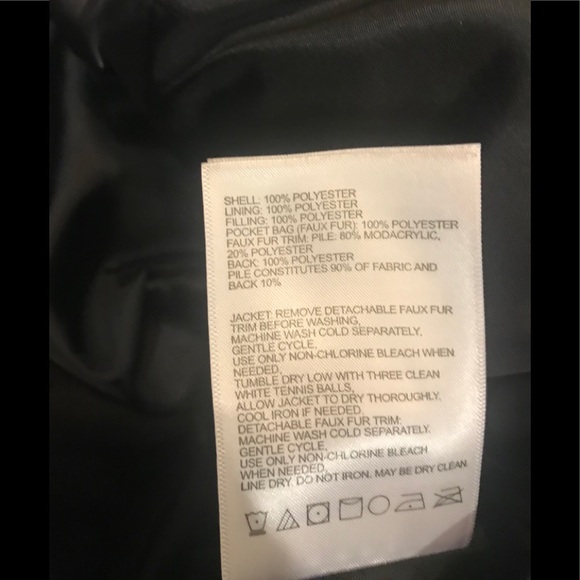 SHELL: 100% POLYESTER
LINING: 100% POLYESTER
FILLING: 100% POLYESTER
POCKET BAG (FAUX FUR): 100% POLYESTER
FAUX FUR TRIM: PILE: 80% MODACRYLIC,
20% POLYESTER
BACK: 100% POLYESTER
PILE CONSTITUTES 90% OF FABRIC AND
BACK 10%
JACKET: REMOVE DETACHABLE FAUX FUR
TRIM BEFORE WASHING,
MACHINE WASH COLD SEPARATELY.
GENTLE CYCLE.
USE ONLY NON-CHLORINE BLEACH WHEN
NEEDED.
TUMBLE DRY LOW WITH THREE CLEAN
WHITE TENNIS BALLS,
ALLOW JACKET TO DRY THOROUGHLY.
COOL IRON IF NEEDED.
DETACHABLE FAUX FUR TRIM:
MACHINE WASH COLD SEPARATELY.
GENTLE CYCLE.
USE ONLY NON-CHLORINE BLEACH
WHEN NEEDED.
LINE DRY. DO NOT IRON. MAY BE DRY CLEAN